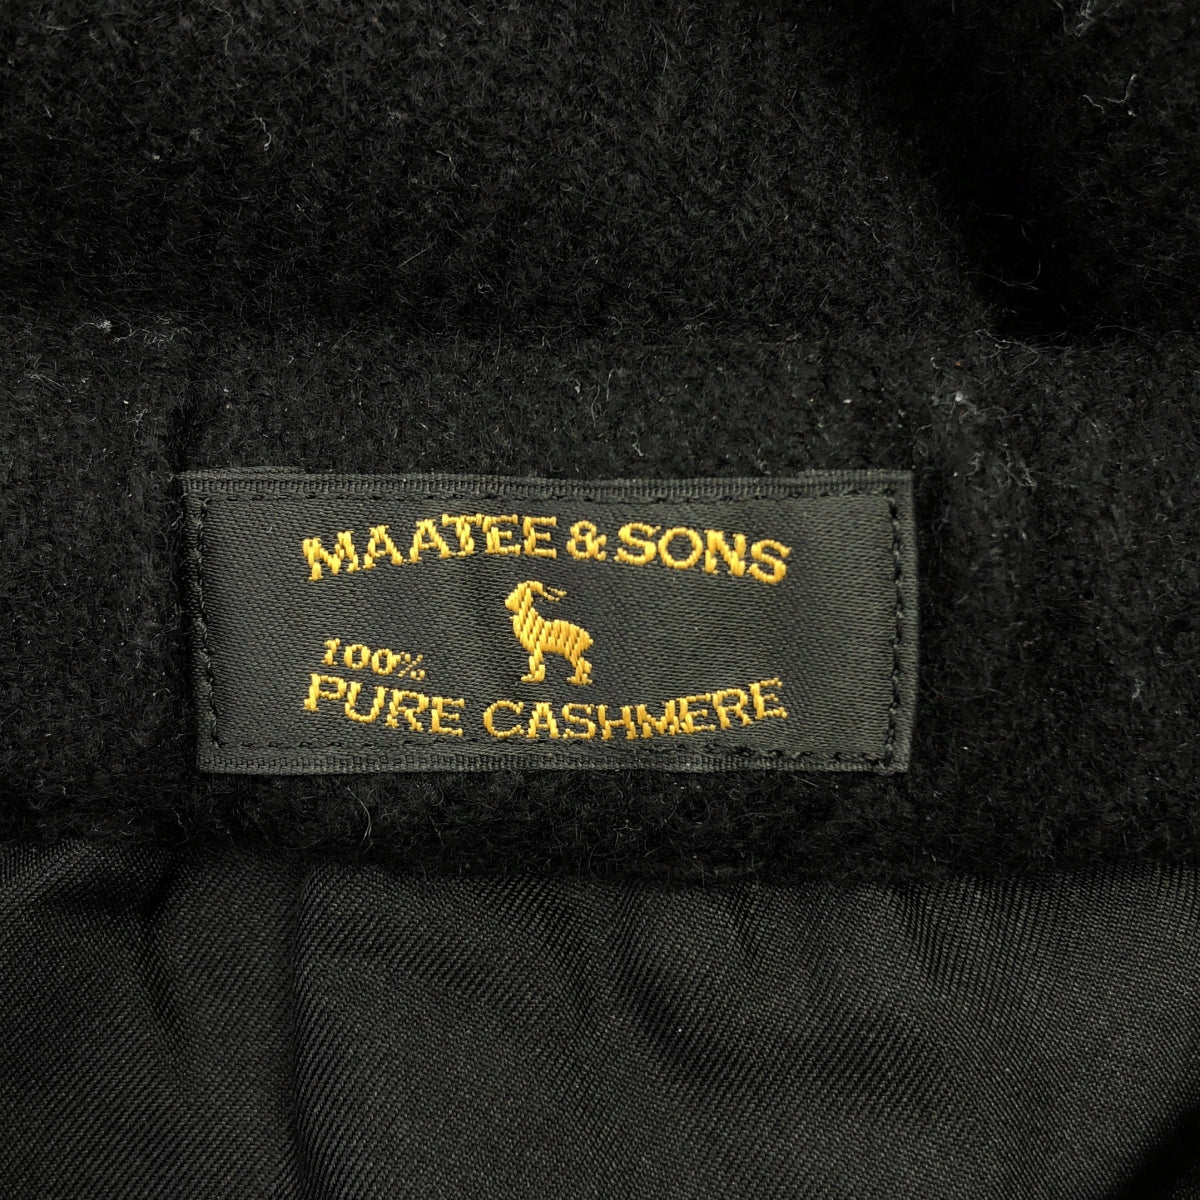 MAATEE & SONS
100%
PURE CASHMERE